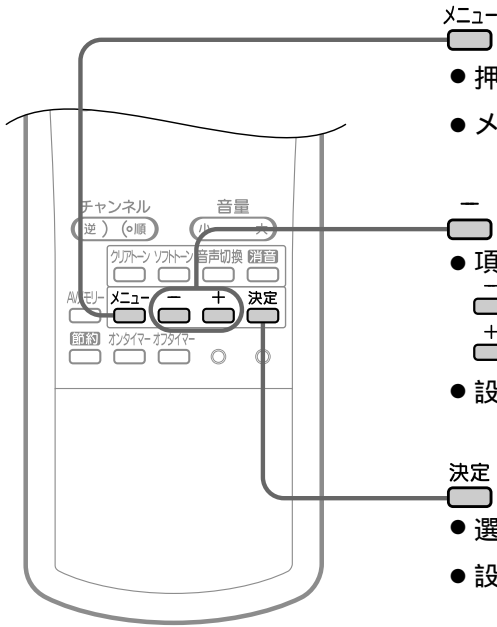 メニュー
● 押
● メ
－
● 項
－
＋
● 設
決定
● 選
● 設
チャンネル 音量
逆 順 小 大
クリアトーン ソフトトーン 音声切換 消音
AVメモリー メニュー － ＋ 決定
節約 オンタイマー オフタイマー